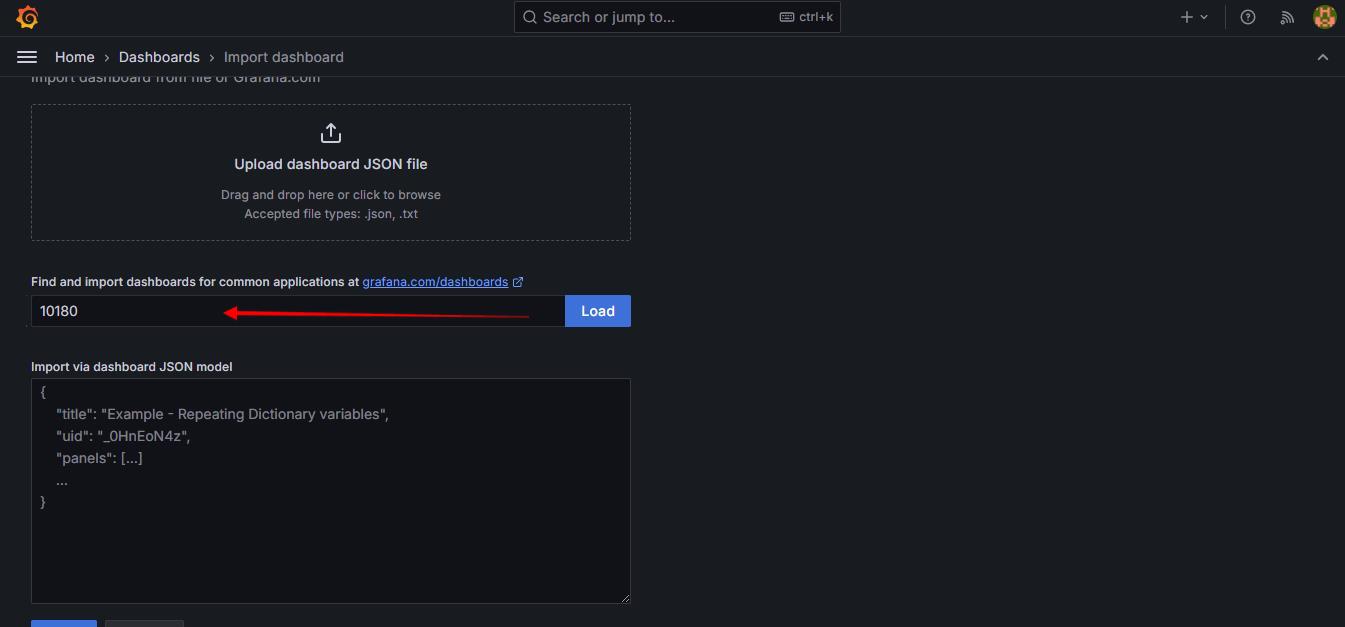 Search or jump to... ctrl+k
Home › Dashboards › Import dashboard
Import dashboard from file or Grafana.com
Upload dashboard JSON file
Drag and drop here or click to browse
Accepted file types: .json, .txt
Find and import dashboards for common applications at grafana.com/dashboards
10180 Load
Import via dashboard JSON model
{
"title": "Example - Repeating Dictionary variables",
"uid": "_0HnEoN4z",
"panels": [...]
...
}